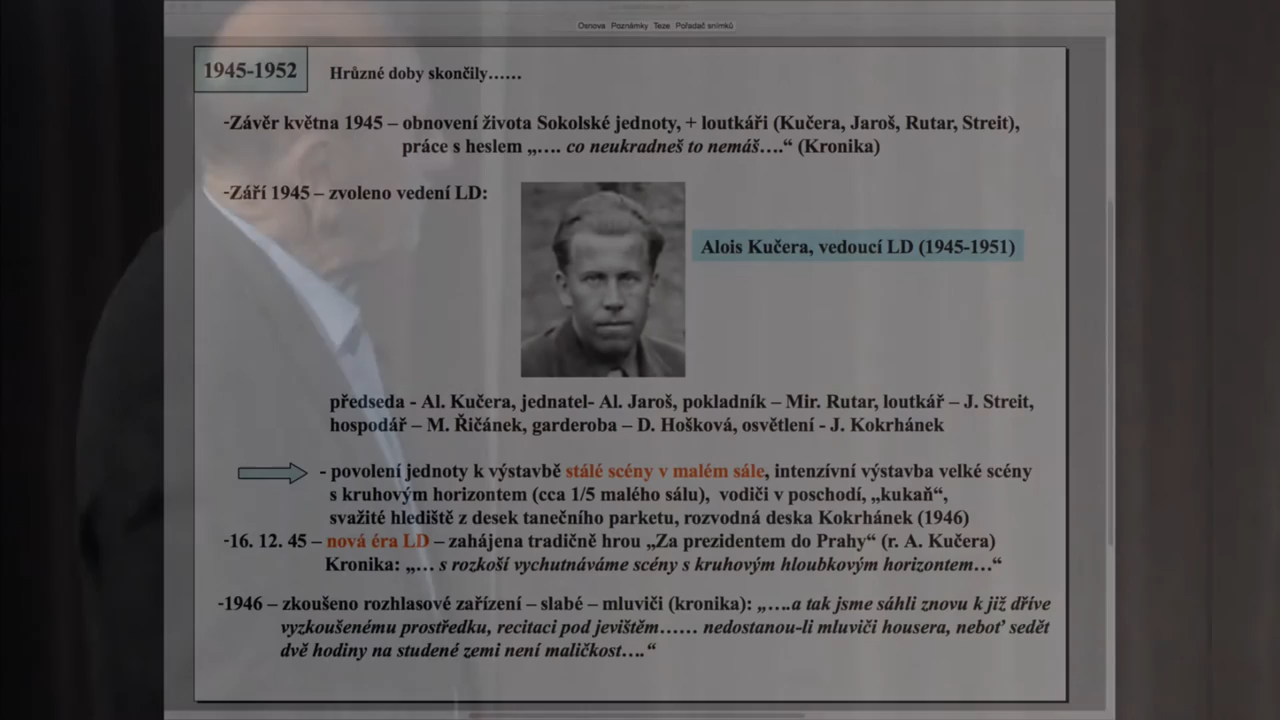 Osnova Poznámky Teze Pořadač snímků
1945-1952
Hrůzné doby skončily……
-Závěr května 1945 – obnovení života Sokolské jednoty, + loutkáři (Kučera, Jaroš, Rutar, Streit),
práce s heslem „…. co neukradneš to nemáš….“ (Kronika)
-Září 1945 – zvoleno vedení LD:
Alois Kučera, vedoucí LD (1945-1951)
předseda - Al. Kučera, jednatel- Al. Jaroš, pokladník – Mir. Rutar, loutkář – J. Streit,
hospodář – M. Řičánek, garderoba – D. Hošková, osvětlení - J. Kokrhánek
- povolení jednoty k výstavbě stálé scény v malém sále, intenzívní výstavba velké scény
s kruhovým horizontem (cca 1/5 malého sálu), vodiči v poschodí, „kukaň“,
svažité hlediště z desek tanečního parketu, rozvodná deska Kokrhánek (1946)
-16. 12. 45 – nová éra LD – zahájena tradičně hrou „Za prezidentem do Prahy“ (r. A. Kučera)
Kronika: „… s rozkoší vychutnáváme scény s kruhovým hloubkovým horizontem…“
-1946 – zkoušeno rozhlasové zařízení – slabé – mluviči (kronika): „….a tak jsme sáhli znovu k již dříve
vyzkoušenému prostředku, recitaci pod jevištěm…… nedostanou-li mluviči housera, neboť sedět
dvě hodiny na studené zemi není maličkost….“